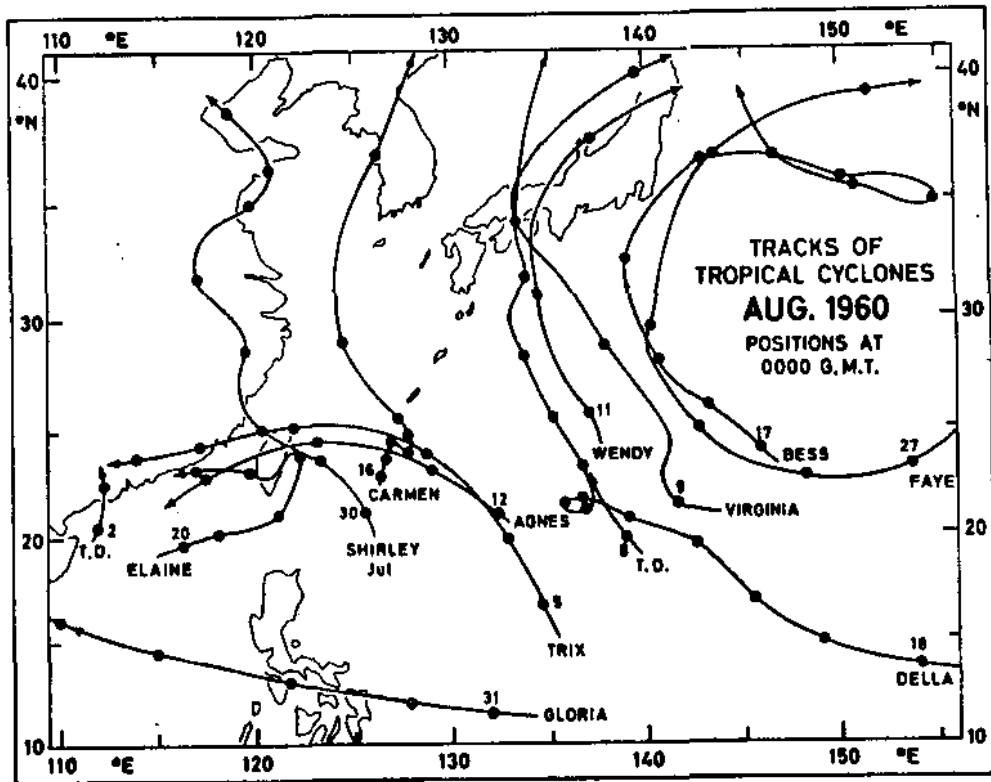 110 °E 120 130 140 150
40 40
°N °N
TRACKS OF
TROPICAL CYCLONES
AUG. 1960
POSITIONS AT
0000 G.M.T.
30 30
11
WENDY
17
BESS
27
FAYE
16
CARMEN
12
AGNES
9
VIRGINIA
2
T.D.
30
SHIRLEY
Jul
20
ELAINE
8
T.D.
20 20
5
TRIX
18
DELLA
31
GLORIA
10 10
110 °E 120 130 140 °E 150